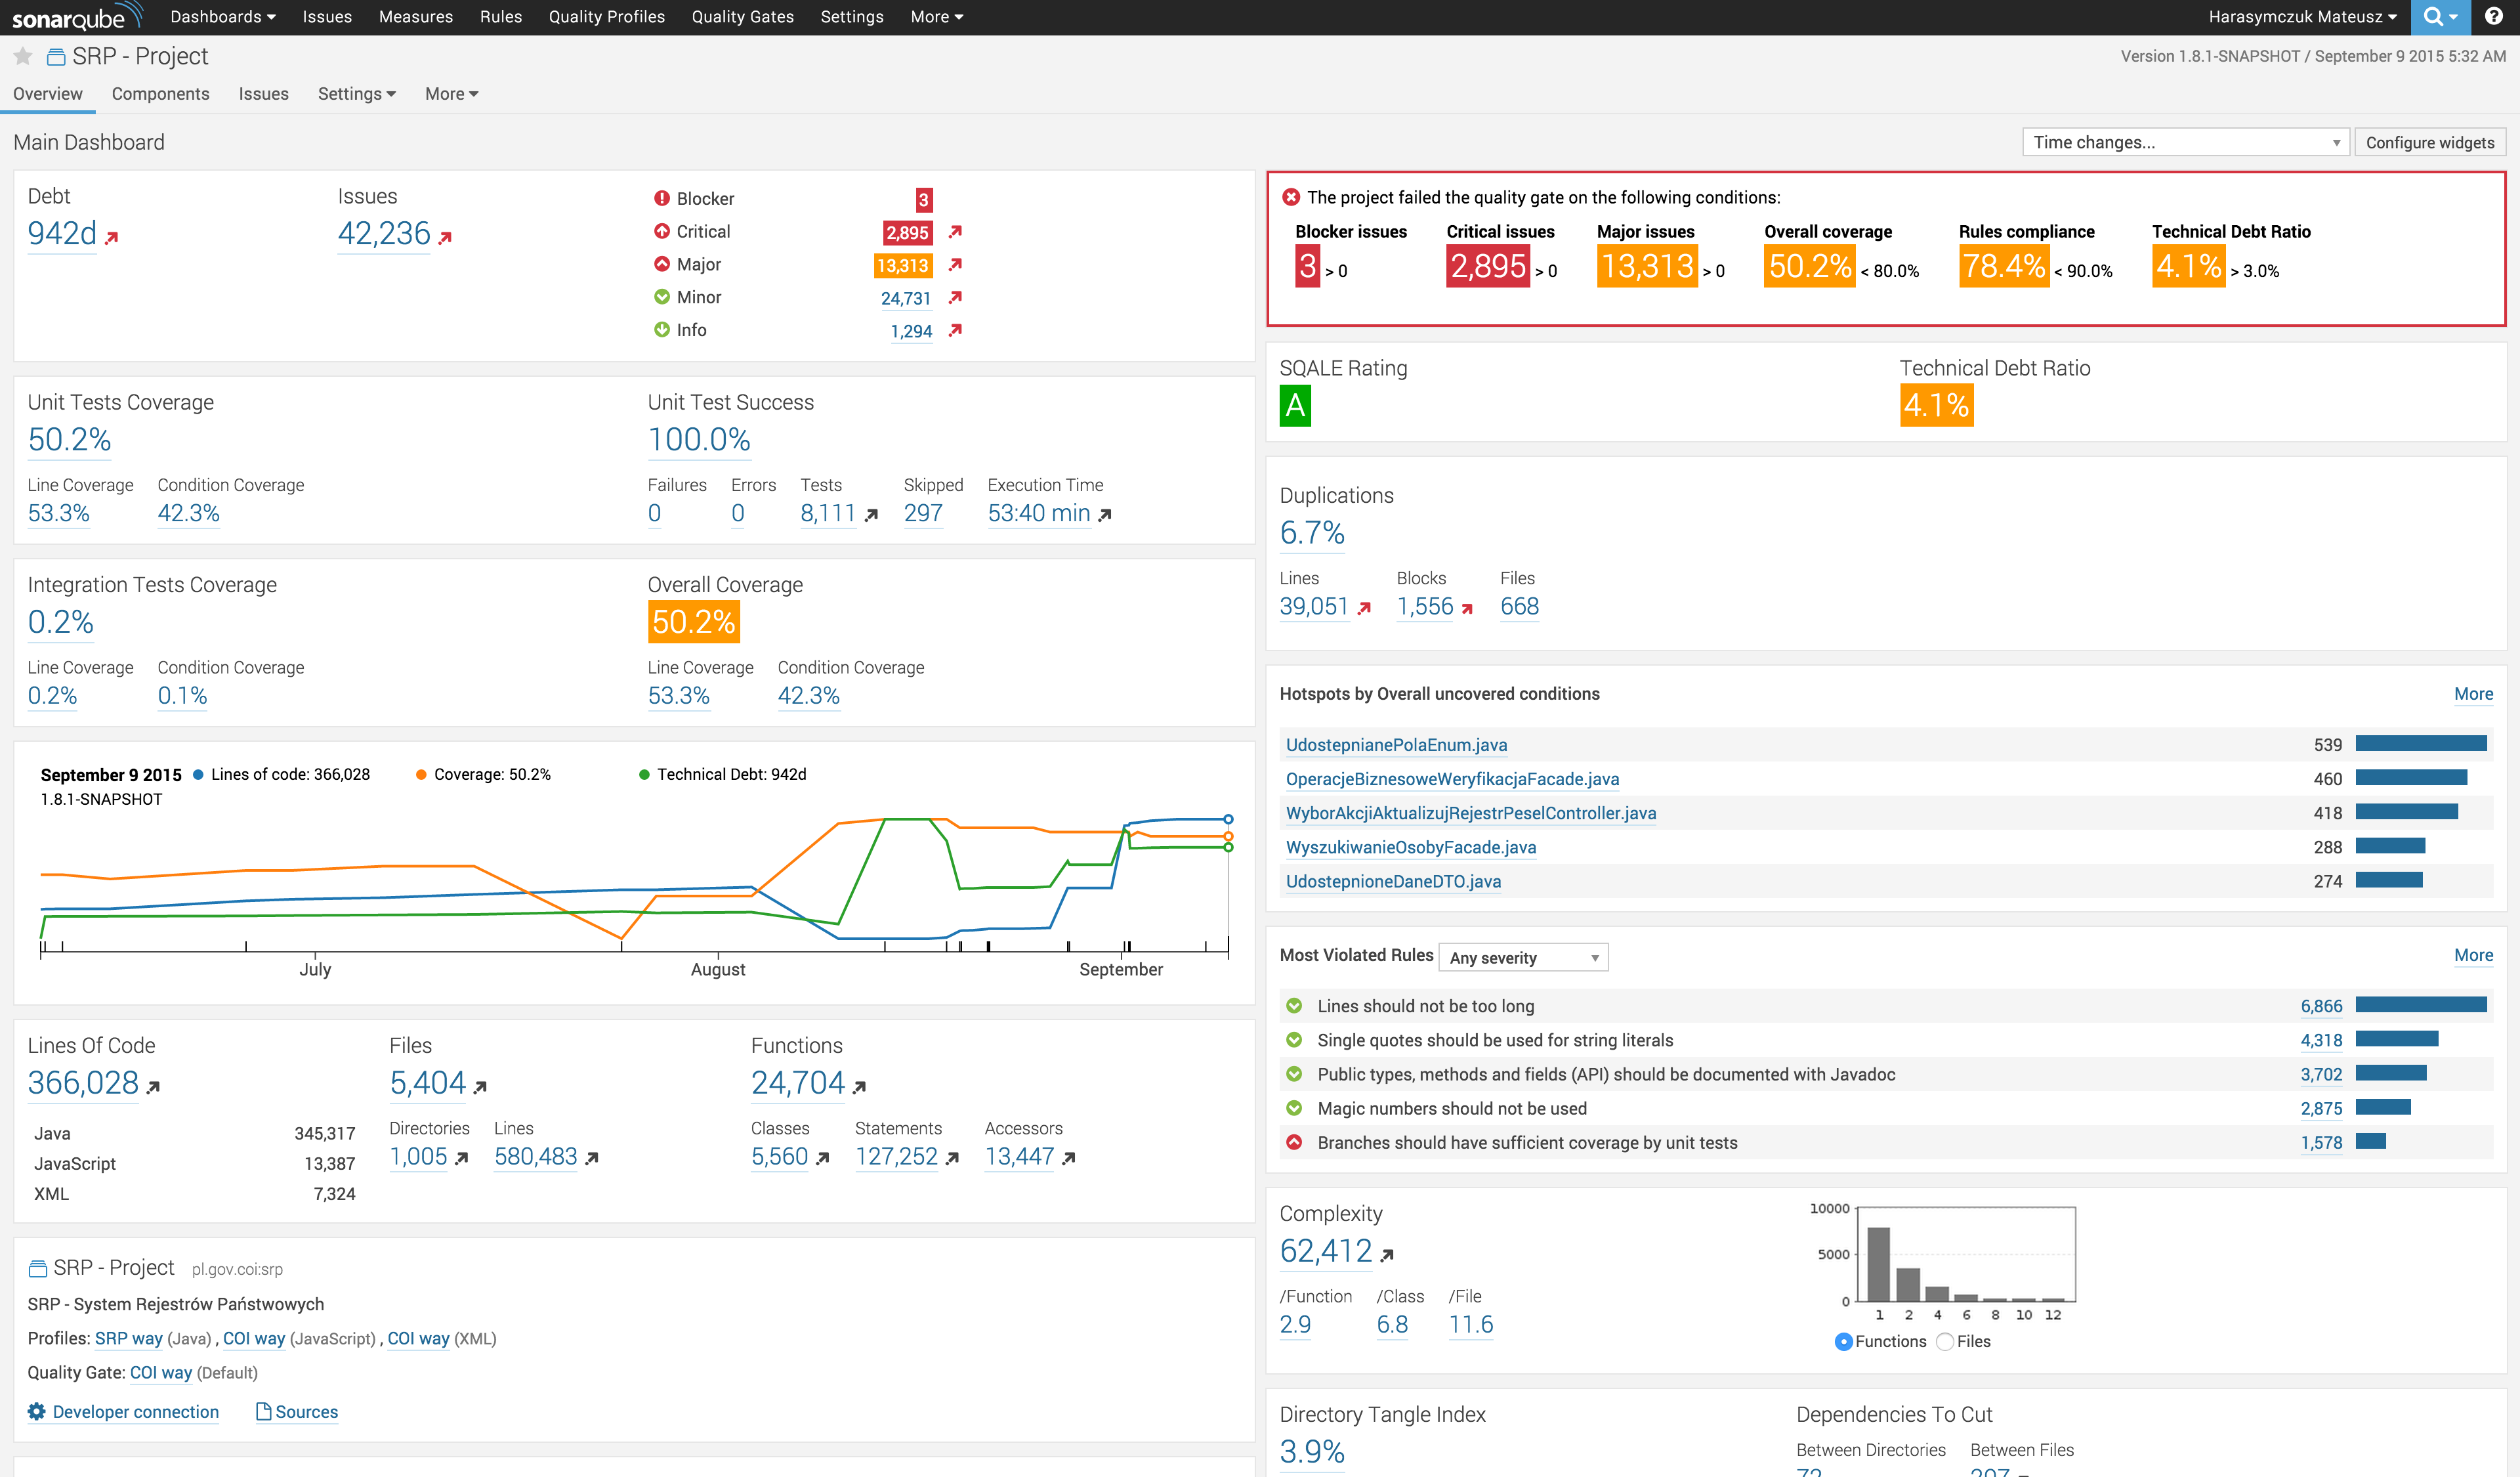 sonarqube Dashboards Issues Measures Rules Quality Profiles Quality Gates Settings More Harasymczuk Mateusz
SRP - Project
Version 1.8.1-SNAPSHOT / September 9 2015 5:32 AM
Overview Components Issues Settings More
Main Dashboard
Time changes... Configure widgets
Debt Issues
942d 42,236
Blocker 3
Critical 2,895
Major 13,313
Minor 24,731
Info 1,294
Unit Tests Coverage Unit Test Success
50.2% 100.0%
Line Coverage Condition Coverage Failures Errors Tests Skipped Execution Time
53.3% 42.3% 0 0 8,111 297 53:40 min
Integration Tests Coverage Overall Coverage
0.2% 50.2%
Line Coverage Condition Coverage Line Coverage Condition Coverage
0.2% 0.1% 53.3% 42.3%
September 9 2015 Lines of code: 366,028 Coverage: 50.2% Technical Debt: 942d
1.8.1-SNAPSHOT
July August September
Lines Of Code Files Functions
366,028 5,404 24,704
Java 345,317
JavaScript 13,387
XML 7,324
Directories Lines Classes Statements Accessors
1,005 580,483 5,560 127,252 13,447
SRP - Project pl.gov.coi:srp
SRP - System Rejestrów Państwowych
Profiles: SRP way (Java) , COI way (JavaScript) , COI way (XML)
Quality Gate: COI way (Default)
Developer connection Sources
The project failed the quality gate on the following conditions:
Blocker issues Critical issues Major issues Overall coverage Rules compliance Technical Debt Ratio
3 > 0 2,895 > 0 13,313 > 0 50.2% < 80.0% 78.4% < 90.0% 4.1% > 3.0%
SQALE Rating Technical Debt Ratio
A 4.1%
Duplications
6.7%
Lines Blocks Files
39,051 1,556 668
Hotspots by Overall uncovered conditions More
UdostepnianePolaEnum.java 539
OperacjeBiznesoweWeryfikacjaFacade.java 460
WyborAkcjiAktualizujRejestrPeselController.java 418
WyszukiwanieOsobyFacade.java 288
UdostepnioneDaneDTO.java 274
Most Violated Rules Any severity More
Lines should not be too long 6,866
Single quotes should be used for string literals 4,318
Public types, methods and fields (API) should be documented with Javadoc 3,702
Magic numbers should not be used 2,875
Branches should have sufficient coverage by unit tests 1,578
Complexity
62,412
/Function /Class /File
2.9 6.8 11.6
10000
5000
0
1 2 4 6 8 10 12
Functions Files
Directory Tangle Index Dependencies To Cut
3.9%
Between Directories Between Files